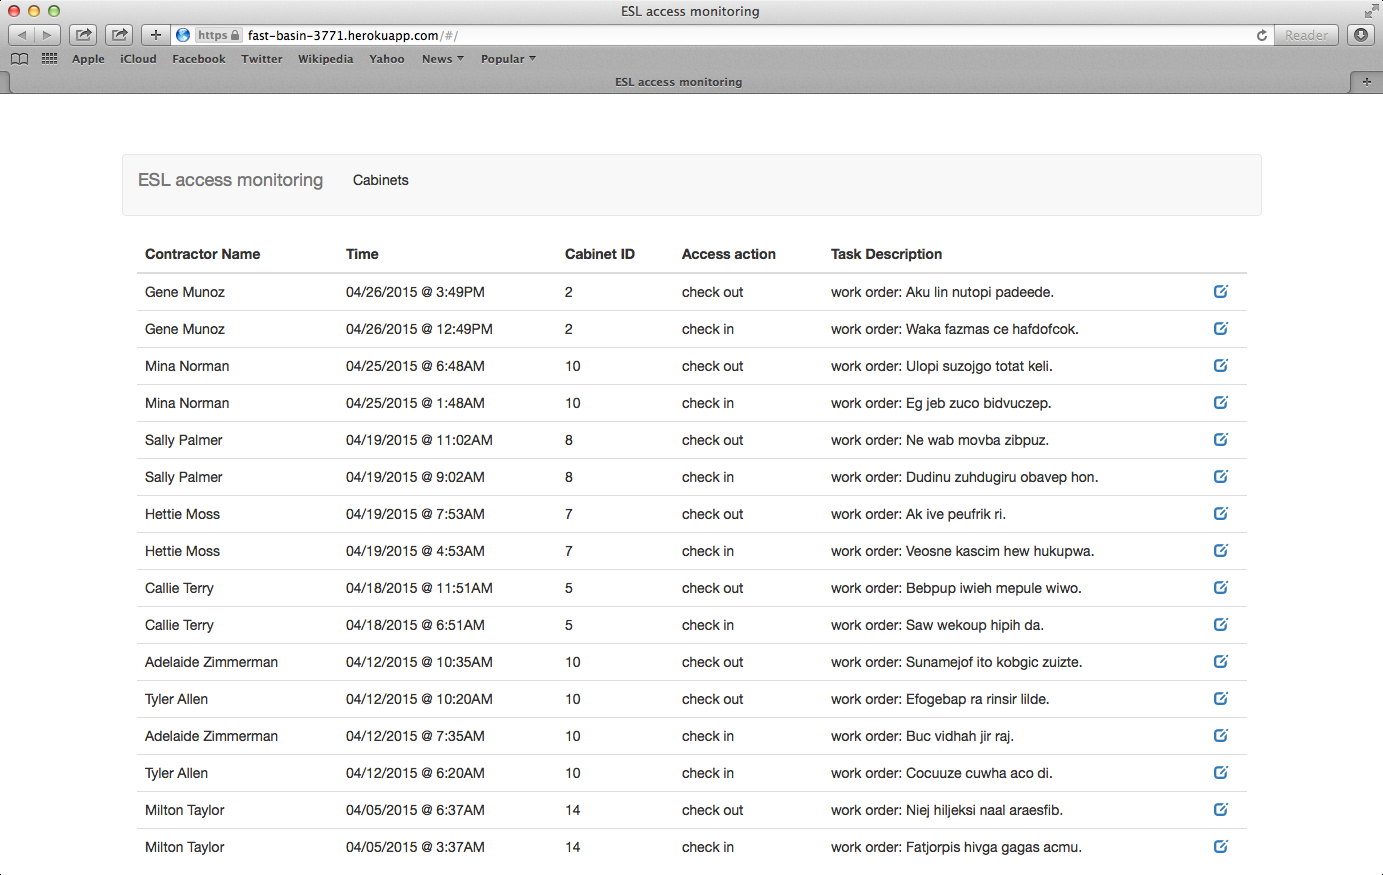 ESL access monitoring
https fast-basin-3771.herokuapp.com/#/ Reader
Apple iCloud Facebook Twitter Wikipedia Yahoo News Popular
ESL access monitoring
ESL access monitoring Cabinets
Contractor Name Time Cabinet ID Access action Task Description
Gene Munoz 04/26/2015 @ 3:49PM 2 check out work order: Aku lin nutopi padeede.
Gene Munoz 04/26/2015 @ 12:49PM 2 check in work order: Waka fazmas ce hafdofcok.
Mina Norman 04/25/2015 @ 6:48AM 10 check out work order: Ulopi suzojgo totat keli.
Mina Norman 04/25/2015 @ 1:48AM 10 check in work order: Eg jeb zuco bidvuczep.
Sally Palmer 04/19/2015 @ 11:02AM 8 check out work order: Ne wab movba zibpuz.
Sally Palmer 04/19/2015 @ 9:02AM 8 check in work order: Dudinu zuhdugiru obavep hon.
Hettie Moss 04/19/2015 @ 7:53AM 7 check out work order: Ak ive peufrik ri.
Hettie Moss 04/19/2015 @ 4:53AM 7 check in work order: Veosne kascim hew hukupwa.
Callie Terry 04/18/2015 @ 11:51AM 5 check out work order: Bebpup iwieh mepule wiwo.
Callie Terry 04/18/2015 @ 6:51AM 5 check in work order: Saw wekoup hipih da.
Adelaide Zimmerman 04/12/2015 @ 10:35AM 10 check out work order: Sunamejof ito kobgic zuizte.
Tyler Allen 04/12/2015 @ 10:20AM 10 check out work order: Efogebap ra rinsir lilde.
Adelaide Zimmerman 04/12/2015 @ 7:35AM 10 check in work order: Buc vidhah jir raj.
Tyler Allen 04/12/2015 @ 6:20AM 10 check in work order: Cocuuze cuwha aco di.
Milton Taylor 04/05/2015 @ 6:37AM 14 check out work order: Niej hiljeksi naal araesfib.
Milton Taylor 04/05/2015 @ 3:37AM 14 check in work order: Fatjorpis hivga gagas acmu.